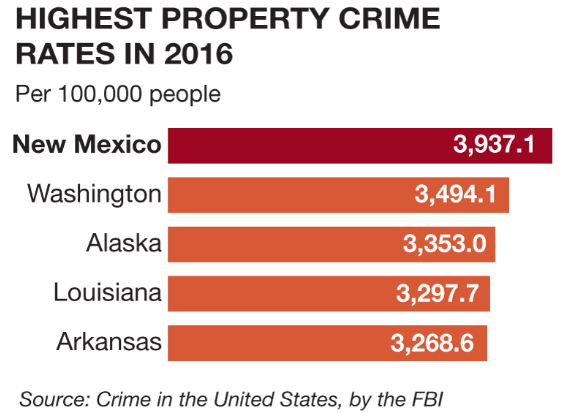 HIGHEST PROPERTY CRIME
RATES IN 2016
Per 100,000 people
New Mexico 3,937.1
Washington 3,494.1
Alaska 3,353.0
Louisiana 3,297.7
Arkansas 3,268.6
Source: Crime in the United States, by the FBI